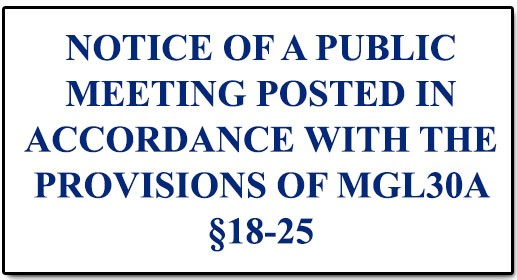 NOTICE OF A PUBLIC
MEETING POSTED IN
ACCORDANCE WITH THE
PROVISIONS OF MGL30A
§18-25